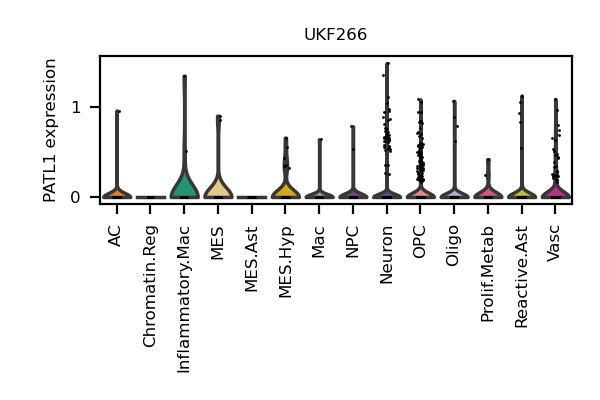 UKF266
PATL1 expression
1
0
AC
Chromatin.Reg
Inflammatory.Mac
MES
MES.Ast
MES.Hyp
Mac
NPC
Neuron
OPC
Oligo
Prolif.Metab
Reactive.Ast
Vasc